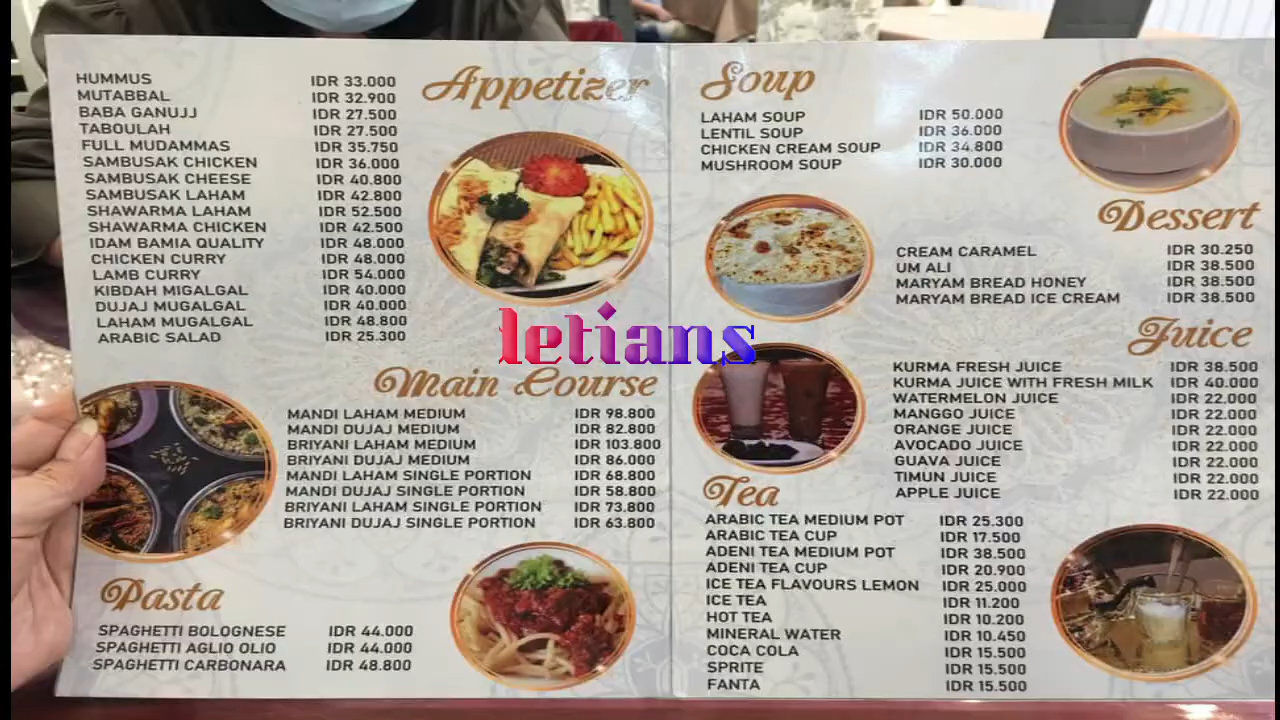 Appetizer
HUMMUS IDR 33.000
MUTABBAL IDR 32.900
BABA GANUJJ IDR 27.500
TABOULAH IDR 27.500
FULL MUDAMMAS IDR 35.750
SAMBUSAK CHICKEN IDR 36.000
SAMBUSAK CHEESE IDR 40.800
SAMBUSAK LAHAM IDR 42.800
SHAWARMA LAHAM IDR 52.500
SHAWARMA CHICKEN IDR 42.500
IDAM BAMIA QUALITY IDR 48.000
CHICKEN CURRY IDR 48.000
LAMB CURRY IDR 54.000
KIBDAH MIGALGAL IDR 40.000
DUJAJ MUGALGAL IDR 40.000
LAHAM MUGALGAL IDR 48.800
ARABIC SALAD IDR 25.300
Main Course
MANDI LAHAM MEDIUM IDR 98.800
MANDI DUJAJ MEDIUM IDR 82.800
BRIYANI LAHAM MEDIUM IDR 103.800
BRIYANI DUJAJ MEDIUM IDR 86.000
MANDI LAHAM SINGLE PORTION IDR 68.800
MANDI DUJAJ SINGLE PORTION IDR 58.800
BRIYANI LAHAM SINGLE PORTION IDR 73.800
BRIYANI DUJAJ SINGLE PORTION IDR 63.800
Pasta
SPAGHETTI BOLOGNESE IDR 44.000
SPAGHETTI AGLIO OLIO IDR 44.000
SPAGHETTI CARBONARA IDR 48.800
letians
Soup
LAHAM SOUP IDR 50.000
LENTIL SOUP IDR 36.000
CHICKEN CREAM SOUP IDR 34.800
MUSHROOM SOUP IDR 30.000
Dessert
CREAM CARAMEL IDR 30.250
UM ALI IDR 38.500
MARYAM BREAD HONEY IDR 38.500
MARYAM BREAD ICE CREAM IDR 38.500
Juice
KURMA FRESH JUICE IDR 38.500
KURMA JUICE WITH FRESH MILK IDR 40.000
WATERMELON JUICE IDR 22.000
MANGGO JUICE IDR 22.000
ORANGE JUICE IDR 22.000
AVOCADO JUICE IDR 22.000
GUAVA JUICE IDR 22.000
TIMUN JUICE IDR 22.000
APPLE JUICE IDR 22.000
Tea
ARABIC TEA MEDIUM POT IDR 25.300
ARABIC TEA CUP IDR 17.500
ADENI TEA MEDIUM POT IDR 38.500
ADENI TEA CUP IDR 20.900
ICE TEA FLAVOURS LEMON IDR 25.000
ICE TEA IDR 11.200
HOT TEA IDR 10.200
MINERAL WATER IDR 10.450
COCA COLA IDR 15.500
SPRITE IDR 15.500
FANTA IDR 15.500